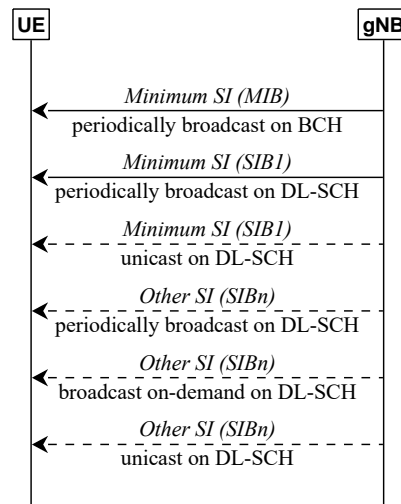 UE
gNB
Minimum SI (MIB)
periodically broadcast on BCH
Minimum SI (SIB1)
periodically broadcast on DL-SCH
Minimum SI (SIB1)
unicast on DL-SCH
Other SI (SIBn)
periodically broadcast on DL-SCH
Other SI (SIBn)
broadcast on-demand on DL-SCH
Other SI (SIBn)
unicast on DL-SCH